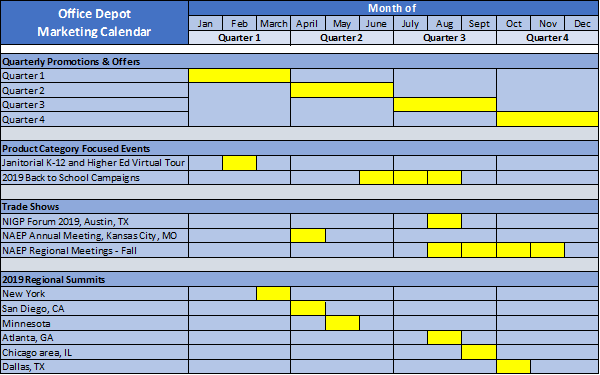 Office Depot
Marketing Calendar
Month of
Jan Feb March April May June July Aug Sept Oct Nov Dec
Quarter 1 Quarter 2 Quarter 3 Quarter 4
Quarterly Promotions & Offers
Quarter 1
Quarter 2
Quarter 3
Quarter 4
Product Category Focused Events
Janitorial K-12 and Higher Ed Virtual Tour
2019 Back to School Campaigns
Trade Shows
NIGP Forum 2019, Austin, TX
NAEP Annual Meeting, Kansas City, MO
NAEP Regional Meetings - Fall
2019 Regional Summits
New York
San Diego, CA
Minnesota
Atlanta, GA
Chicago area, IL
Dallas, TX